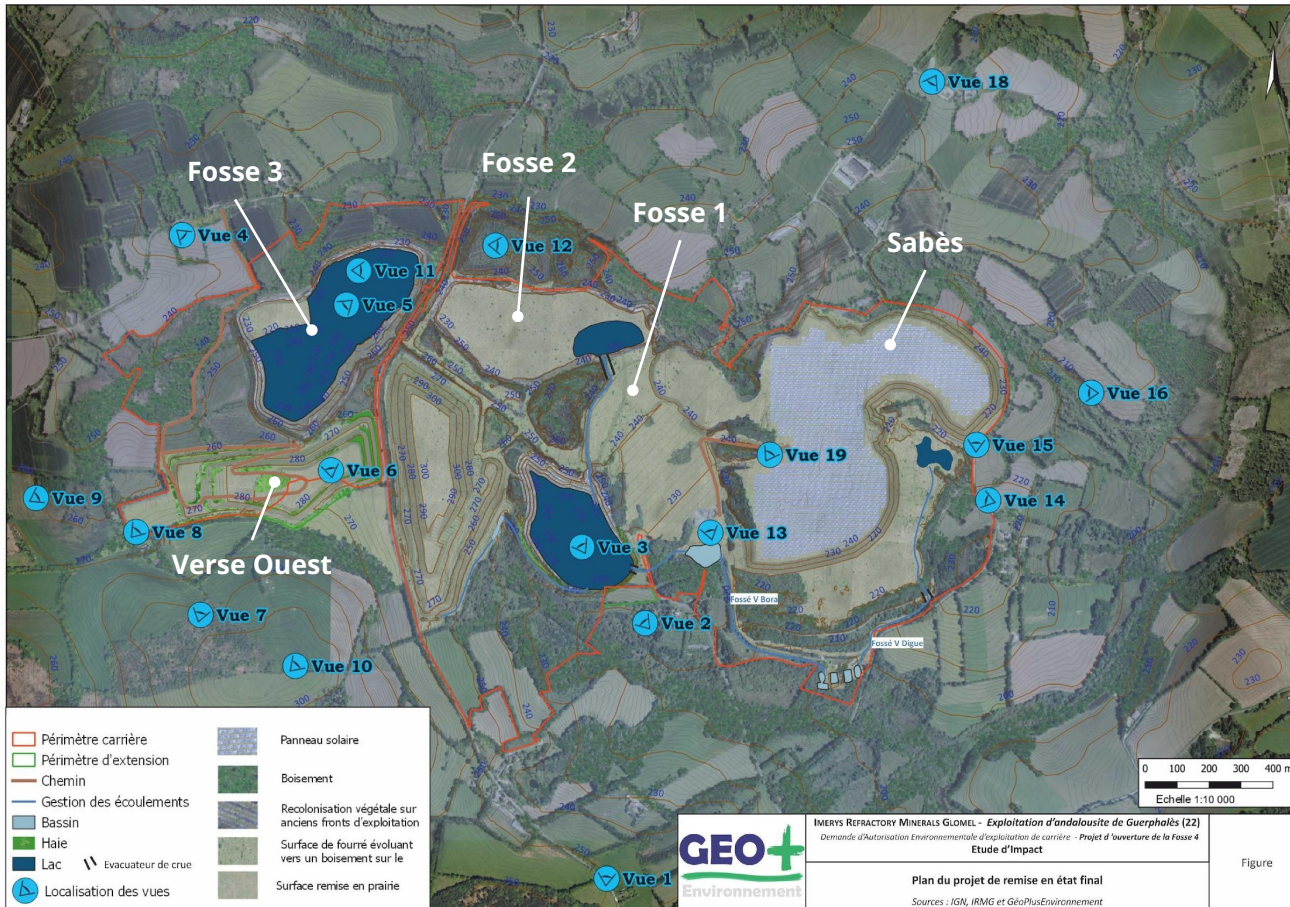 N
Vue 18
Fosse 3
Fosse 2
Fosse 1
Sabès
Vue 4
Vue 12
Vue 11
Vue 5
Vue 16
Vue 15
Vue 19
Vue 6
Vue 9
Vue 14
Vue 8
Vue 13
Vue 3
Verse Ouest
Fossé V Bora
Vue 7
Vue 2
Fossé V Digue
Vue 10
Vue 1
Périmètre carrière
Périmètre d'extension
Chemin
Gestion des écoulements
Bassin
Haie
Lac
Evacuateur de crue
Localisation des vues
Panneau solaire
Boisement
Recolonisation végétale sur
anciens fronts d'exploitation
Surface de fourré évoluant
vers un boisement sur le
Surface remise en prairie
0 100 200 300 400 m
Echelle 1:10 000
GEO+
Environnement
IMERYS REFRACTORY MINERALS GLOMEL - Exploitation d'andalousite de Guerphalès (22)
Demande d'Autorisation Environnementale d'exploitation de carrière - Projet d'ouverture de la Fosse 4
Etude d'Impact
Plan du projet de remise en état final
Sources : IGN, IRMG et GéoPlusEnvironnement
Figure